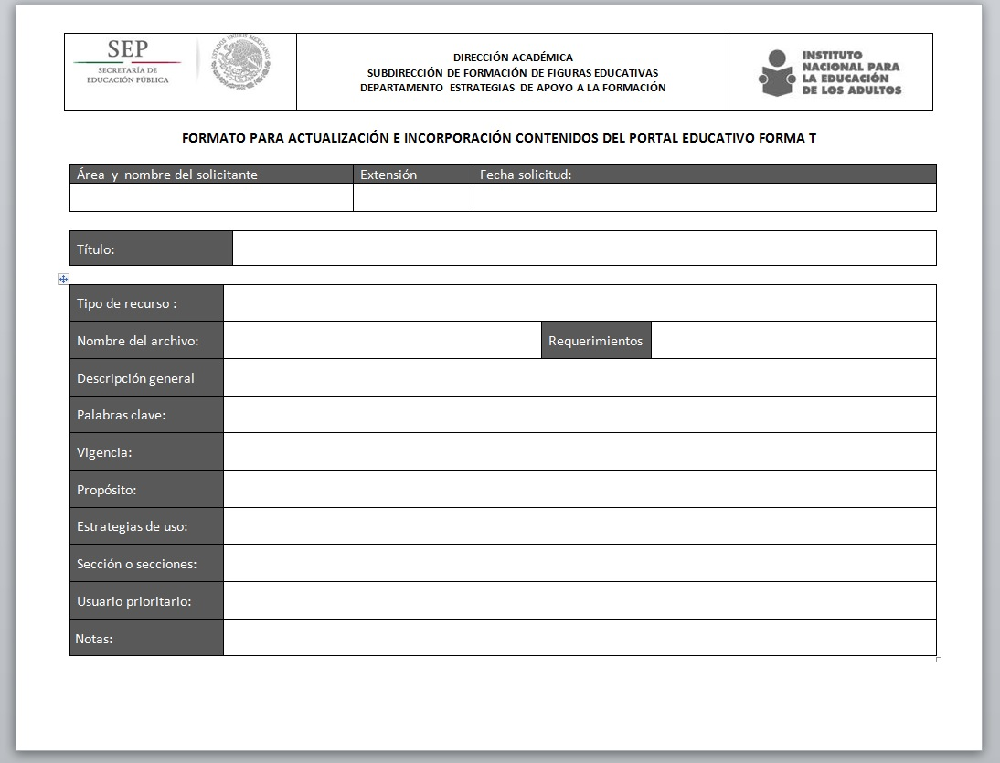 SEP
SECRETARÍA DE
EDUCACIÓN PÚBLICA
ESTADOS UNIDOS MEXICANOS
DIRECCIÓN ACADÉMICA
SUBDIRECCIÓN DE FORMACIÓN DE FIGURAS EDUCATIVAS
DEPARTAMENTO ESTRATEGIAS DE APOYO A LA FORMACIÓN
INSTITUTO
NACIONAL PARA
LA EDUCACIÓN
DE LOS ADULTOS
FORMATO PARA ACTUALIZACIÓN E INCORPORACIÓN CONTENIDOS DEL PORTAL EDUCATIVO FORMA T
Área y nombre del solicitante Extensión Fecha solicitud:
Título:
Tipo de recurso :
Nombre del archivo: Requerimientos
Descripción general
Palabras clave:
Vigencia:
Propósito:
Estrategias de uso:
Sección o secciones:
Usuario prioritario:
Notas: